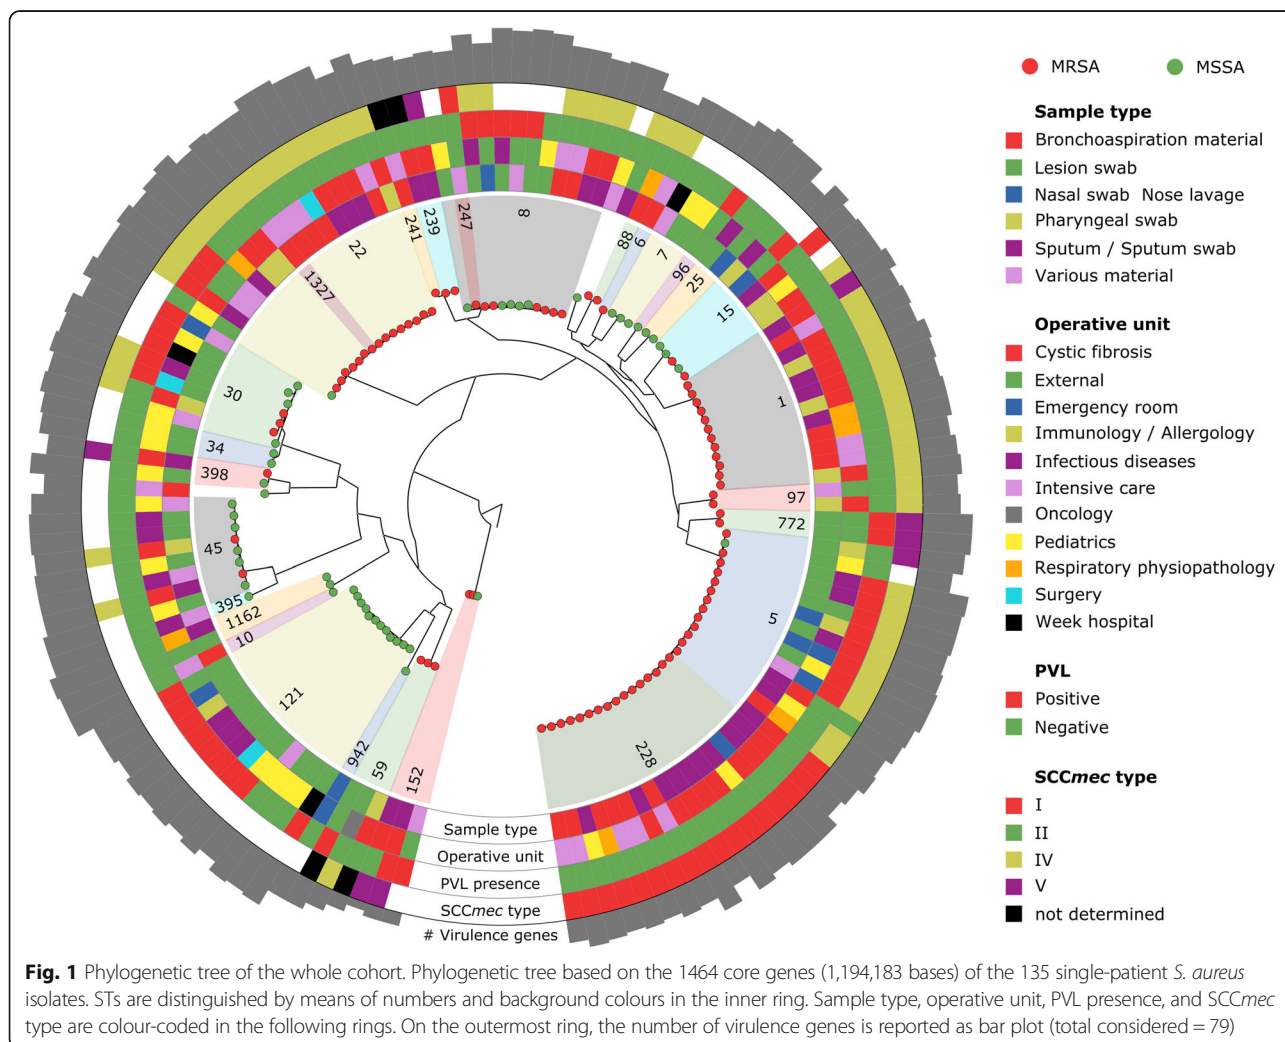 MRSA
MSSA
Sample type
Bronchoaspiration material
Lesion swab
Nasal swab Nose lavage
Pharyngeal swab
Sputum / Sputum swab
Various material
Operative unit
Cystic fibrosis
External
Emergency room
Immunology / Allergology
Infectious diseases
Intensive care
Oncology
Pediatrics
Respiratory physiopathology
Surgery
Week hospital
PVL
Positive
Negative
SCCmec type
I
II
IV
V
not determined
152
59
942
121
10
1162
395
45
398
34
30
1327
22
241
239
247
8
88
6
7
96
25
15
1
97
772
5
228
Sample type
Operative unit
PVL presence
SCCmec type
# Virulence genes
Fig. 1 Phylogenetic tree of the whole cohort. Phylogenetic tree based on the 1464 core genes (1,194,183 bases) of the 135 single-patient S. aureus
isolates. STs are distinguished by means of numbers and background colours in the inner ring. Sample type, operative unit, PVL presence, and SCCmec
type are colour-coded in the following rings. On the outermost ring, the number of virulence genes is reported as bar plot (total considered = 79)